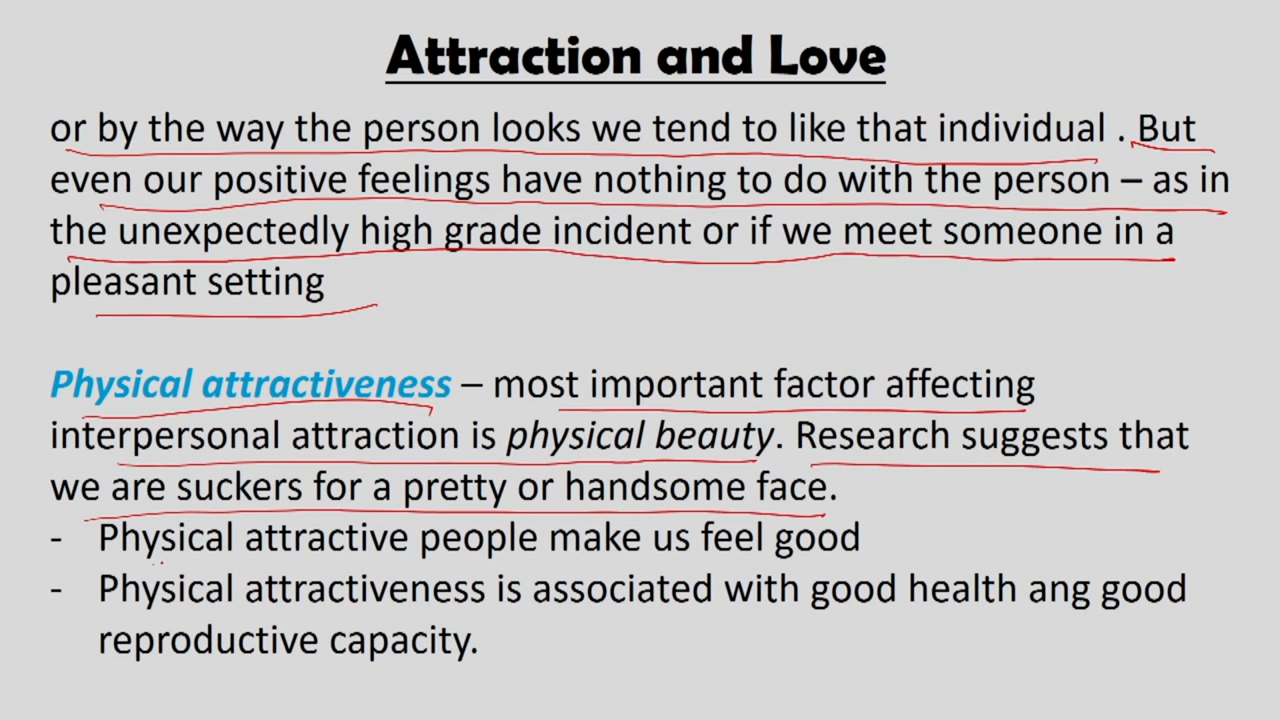 Attraction and Love
or by the way the person looks we tend to like that individual . But
even our positive feelings have nothing to do with the person – as in
the unexpectedly high grade incident or if we meet someone in a
pleasant setting
Physical attractiveness – most important factor affecting
interpersonal attraction is physical beauty. Research suggests that
we are suckers for a pretty or handsome face.
- Physical attractive people make us feel good
- Physical attractiveness is associated with good health ang good
reproductive capacity.